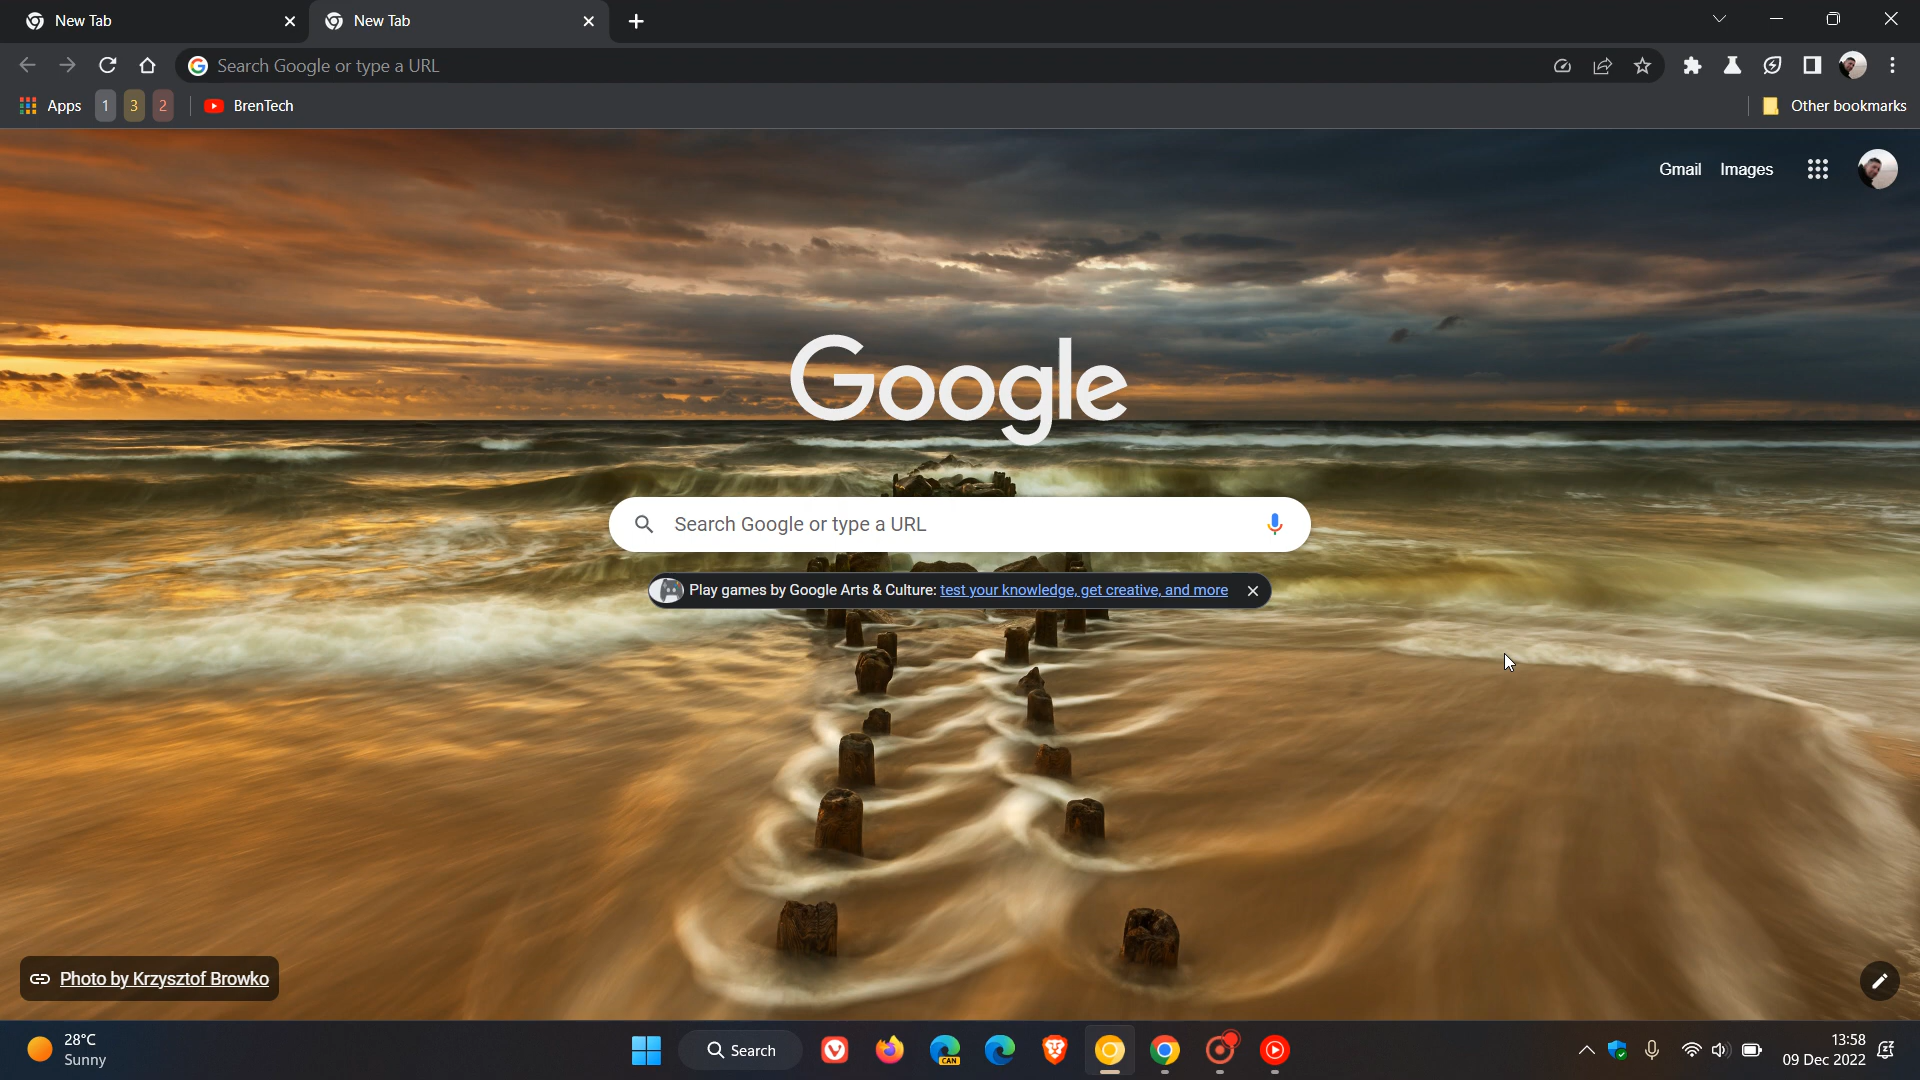 New Tab
New Tab
Search Google or type a URL
Apps
1
3
2
BrenTech
Other bookmarks
Gmail
Images
Google
Search Google or type a URL
Play games by Google Arts & Culture: test your knowledge, get creative, and more
Photo by Krzysztof Browko
28°C
Sunny
Search
CAN
13:58
09 Dec 2022